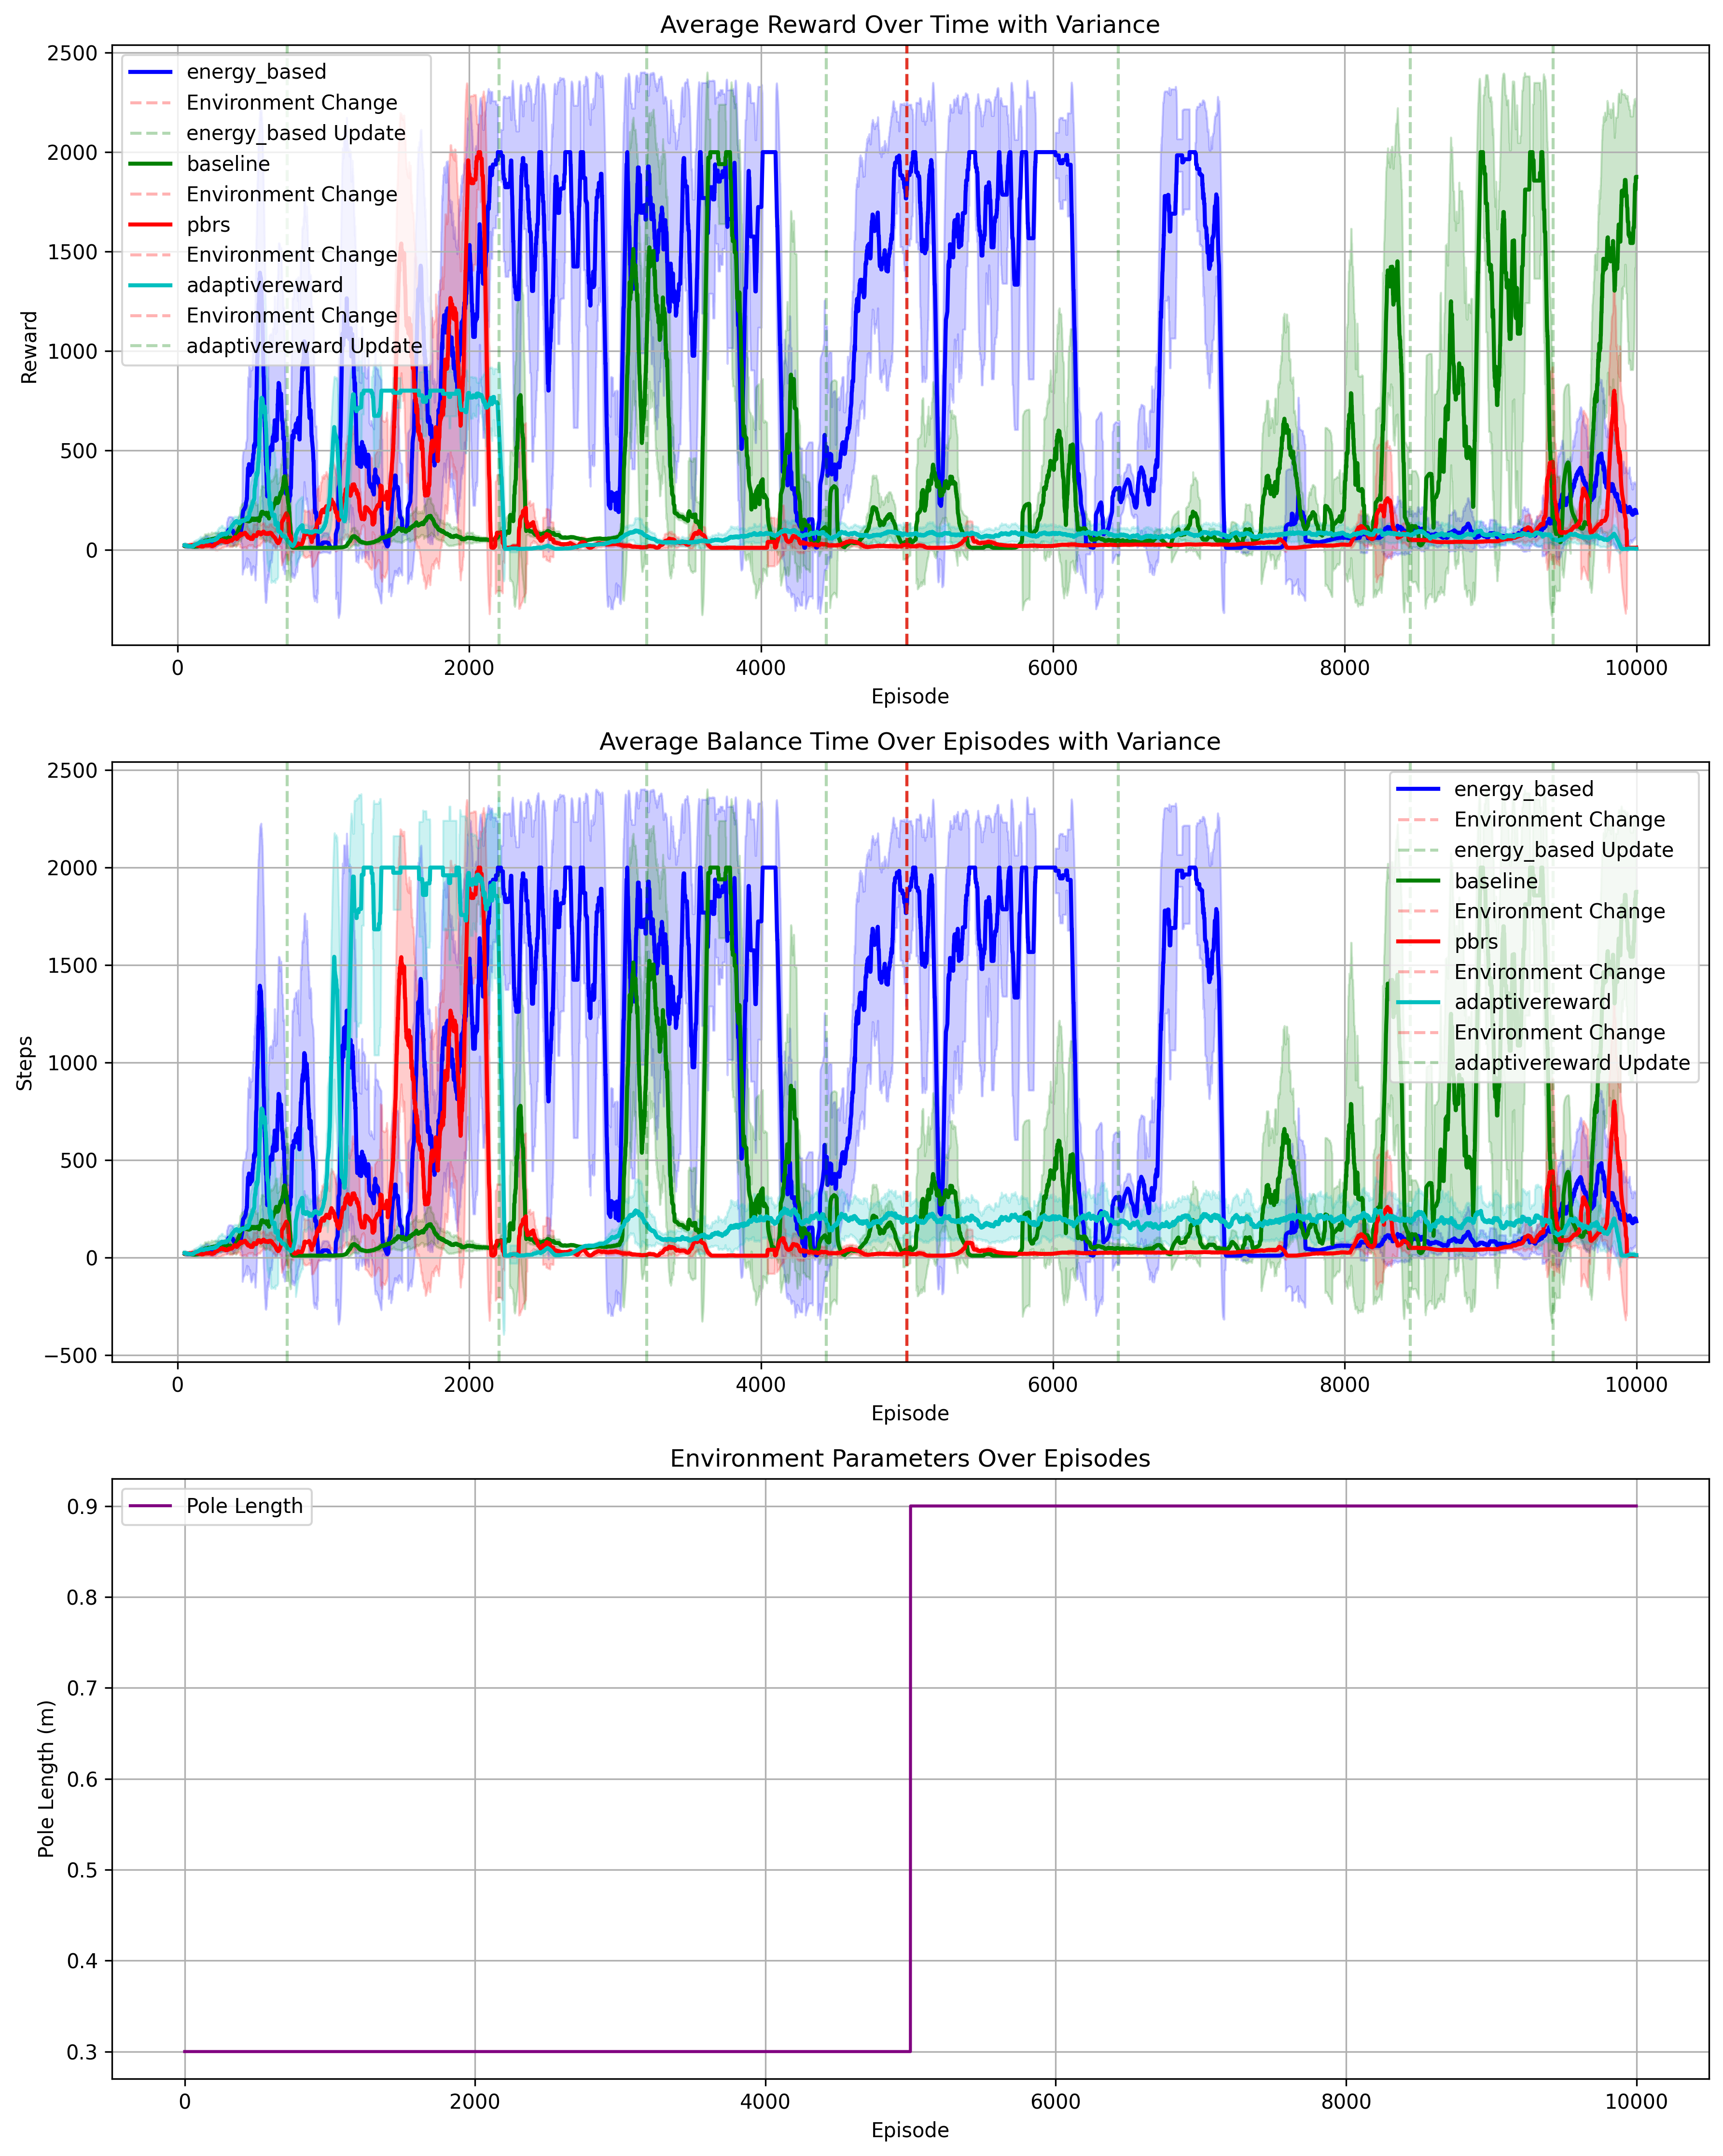 Average Reward Over Time with Variance
2500
2000
1500
1000
500
0
Reward
energy_based
Environment Change
energy_based Update
baseline
Environment Change
pbrs
Environment Change
adaptivereward
Environment Change
adaptivereward Update
0
2000
4000
6000
8000
10000
Episode
Average Balance Time Over Episodes with Variance
2500
2000
1500
1000
500
0
−500
Steps
energy_based
Environment Change
energy_based Update
baseline
Environment Change
pbrs
Environment Change
adaptivereward
Environment Change
adaptivereward Update
0
2000
4000
6000
8000
10000
Episode
Environment Parameters Over Episodes
0.9
0.8
0.7
0.6
0.5
0.4
0.3
Pole Length (m)
Pole Length
0
2000
4000
6000
8000
10000
Episode